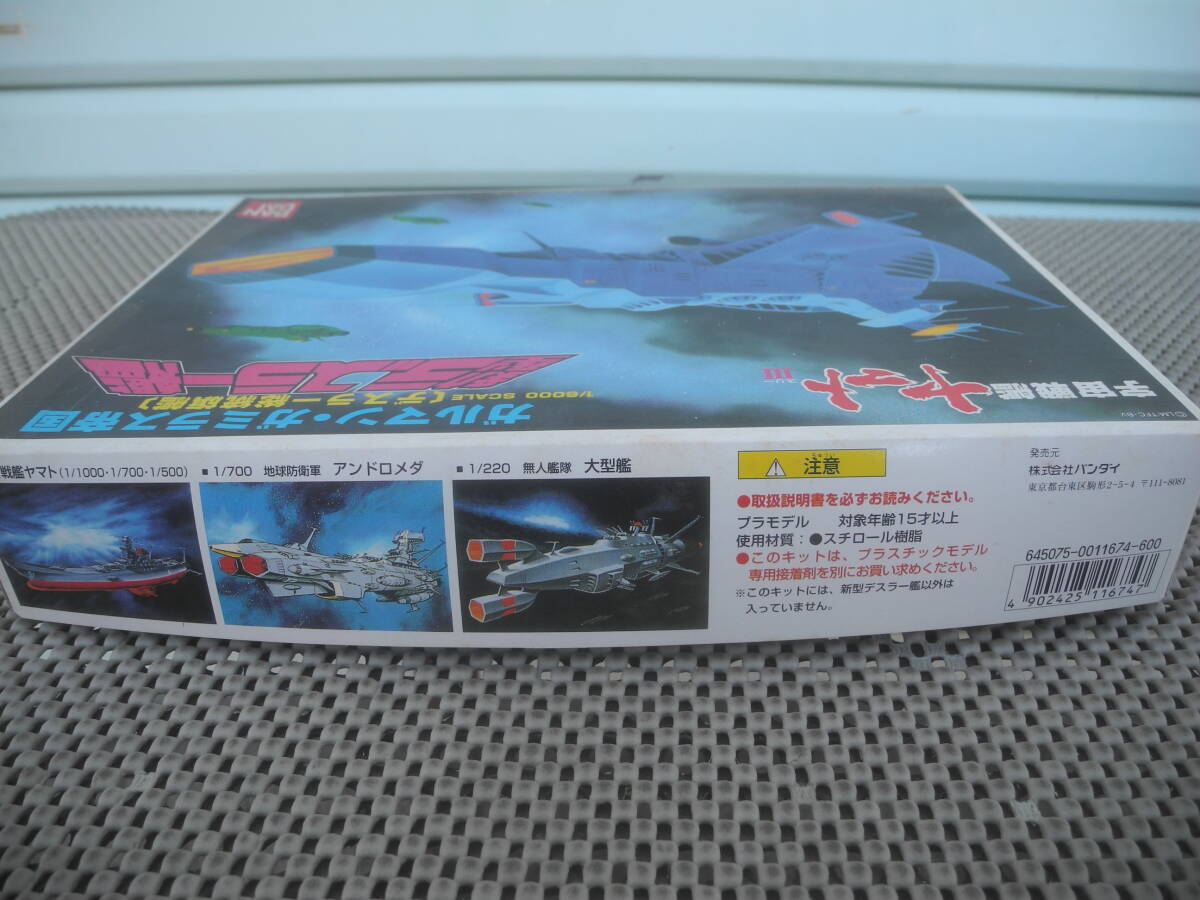 BANDAI
新型デスラー艦
1/8000 SCALE〔デスラー総統旗艦〕
ガルマン・ガミラス帝国
宇宙戦艦
ヤマト
III
戦艦ヤマト(1/1000・1/700・1/500)
■1/700 地球防衛軍 アンドロメダ
■1/220 無人艦隊 大型艦
注意
●取扱説明書を必ずお読みください。
プラモデル 対象年齢15才以上
使用材質：●スチロール樹脂
●このキットは、プラスチックモデル
専用接着剤を別にお買い求めください。
※このキットには、新型デスラー艦以外は
入っていません。
発売元
株式会社バンダイ
東京都台東区駒形2-5-4 〒111-8081
645075-0011674-600
4 902425 116747